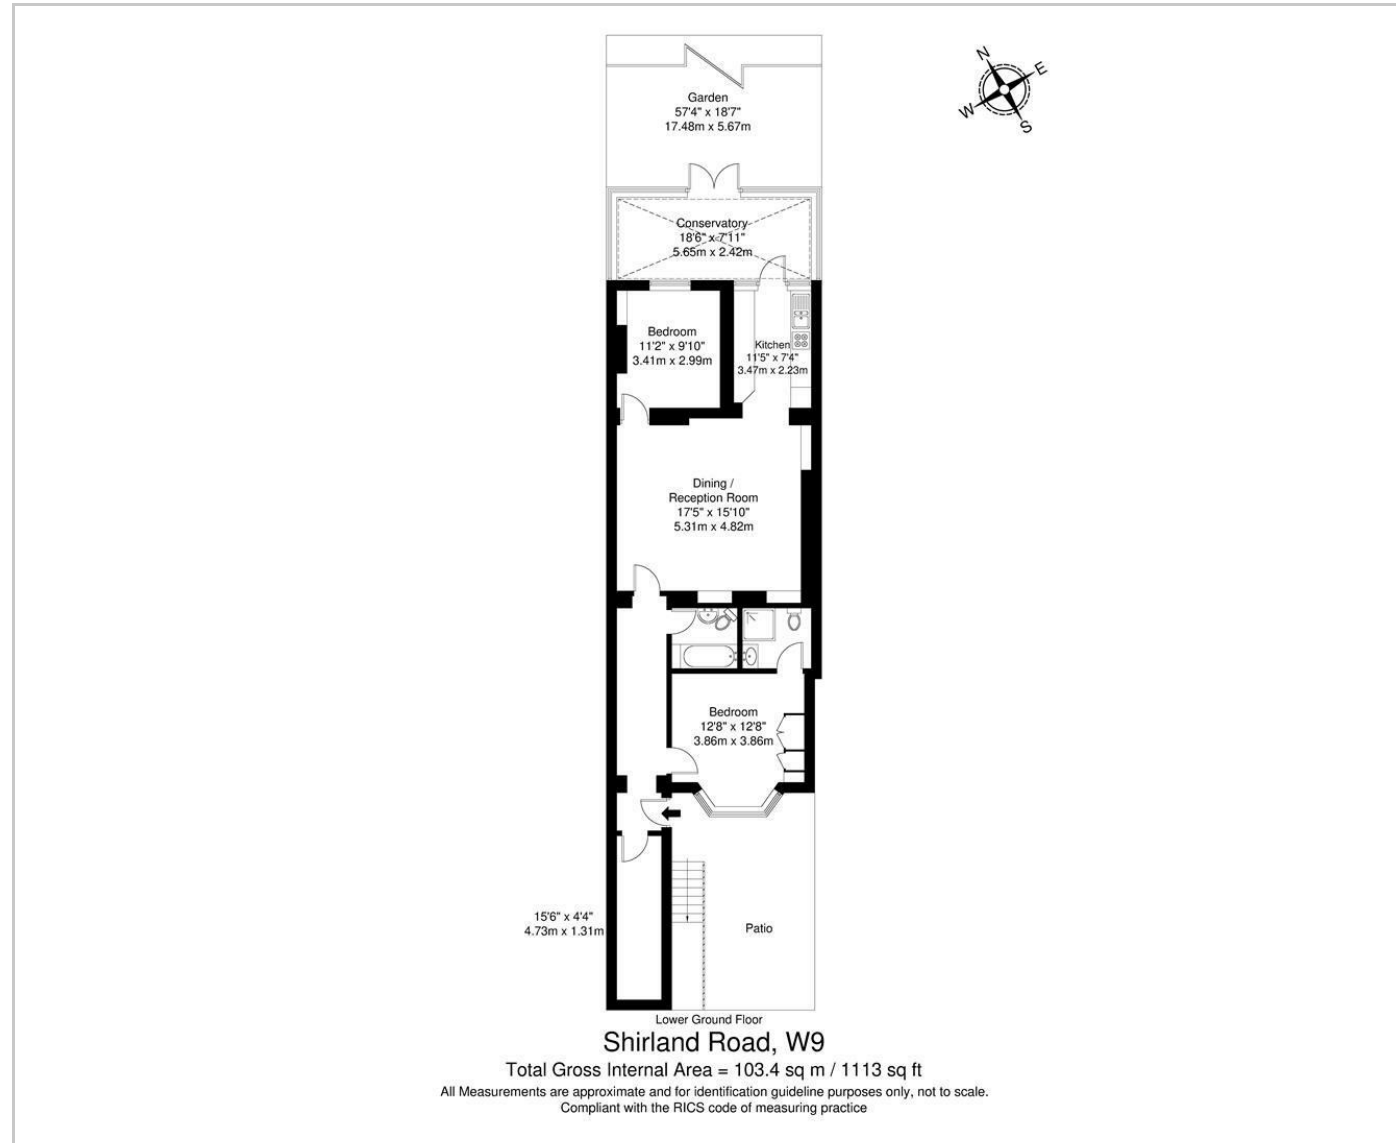 N
E
W
S
Garden
57'4" x 18'7"
17.48m x 5.67m
Conservatory
18'6" x 7'11"
5.65m x 2.42m
Bedroom
11'2" x 9'10"
3.41m x 2.99m
Kitchen
11'5" x 7'4"
3.47m x 2.23m
Dining /
Reception Room
17'5" x 15'10"
5.31m x 4.82m
Bedroom
12'8" x 12'8"
3.86m x 3.86m
15'6" x 4'4"
4.73m x 1.31m
Patio
Lower Ground Floor
Shirland Road, W9
Total Gross Internal Area = 103.4 sq m / 1113 sq ft
All Measurements are approximate and for identification guideline purposes only, not to scale.
Compliant with the RICS code of measuring practice